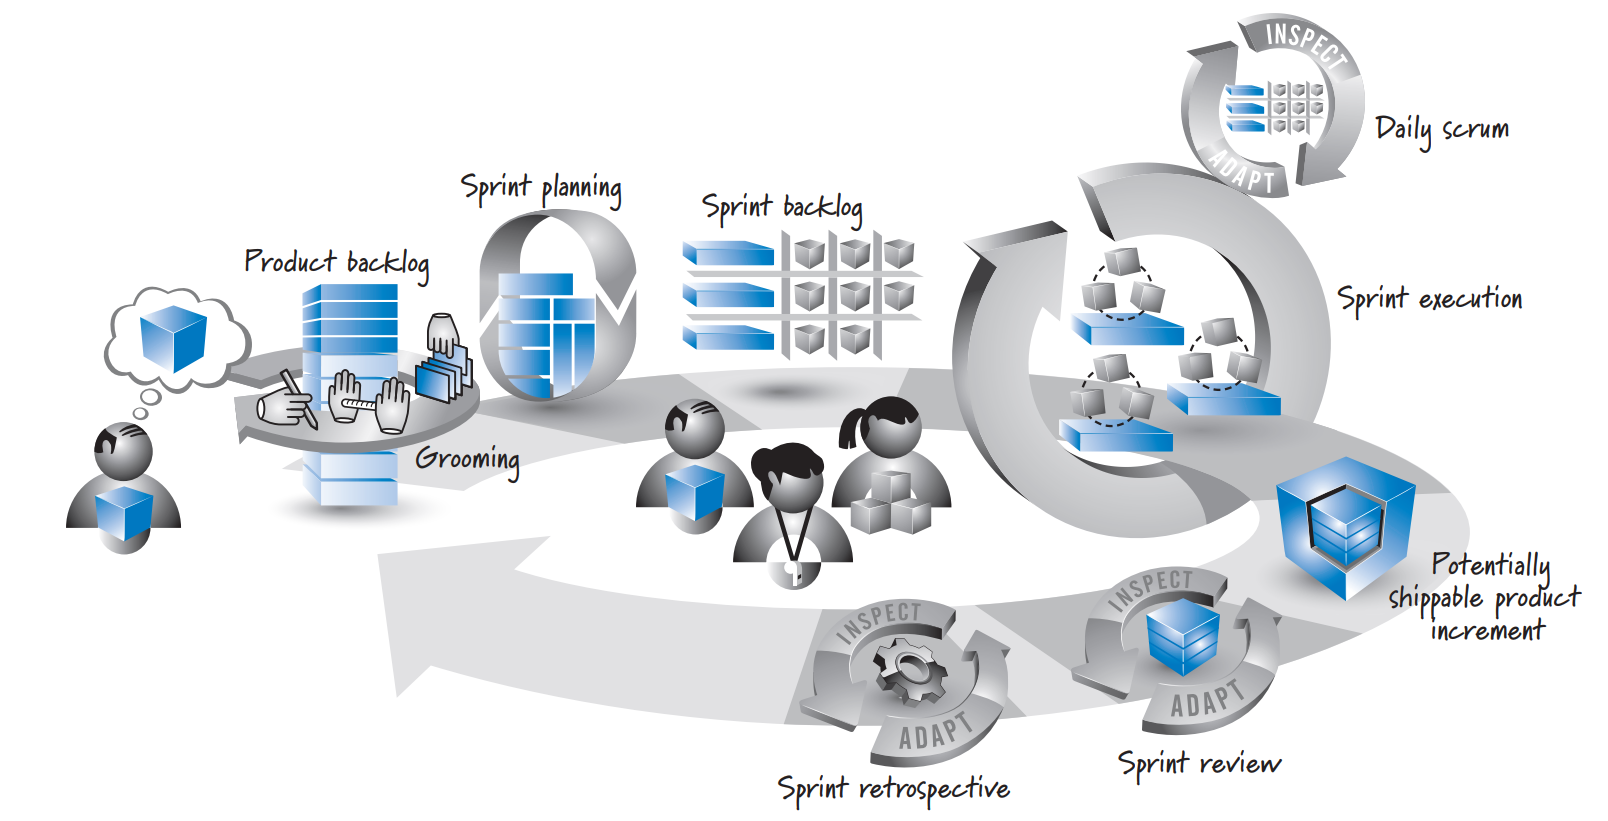 INSPECT
ADAPT
Daily scrum
Sprint planning
Sprint backlog
Product backlog
Sprint execution
Grooming
Potentially
shippable product
increment
INSPECT
ADAPT
Sprint review
INSPECT
ADAPT
Sprint retrospective